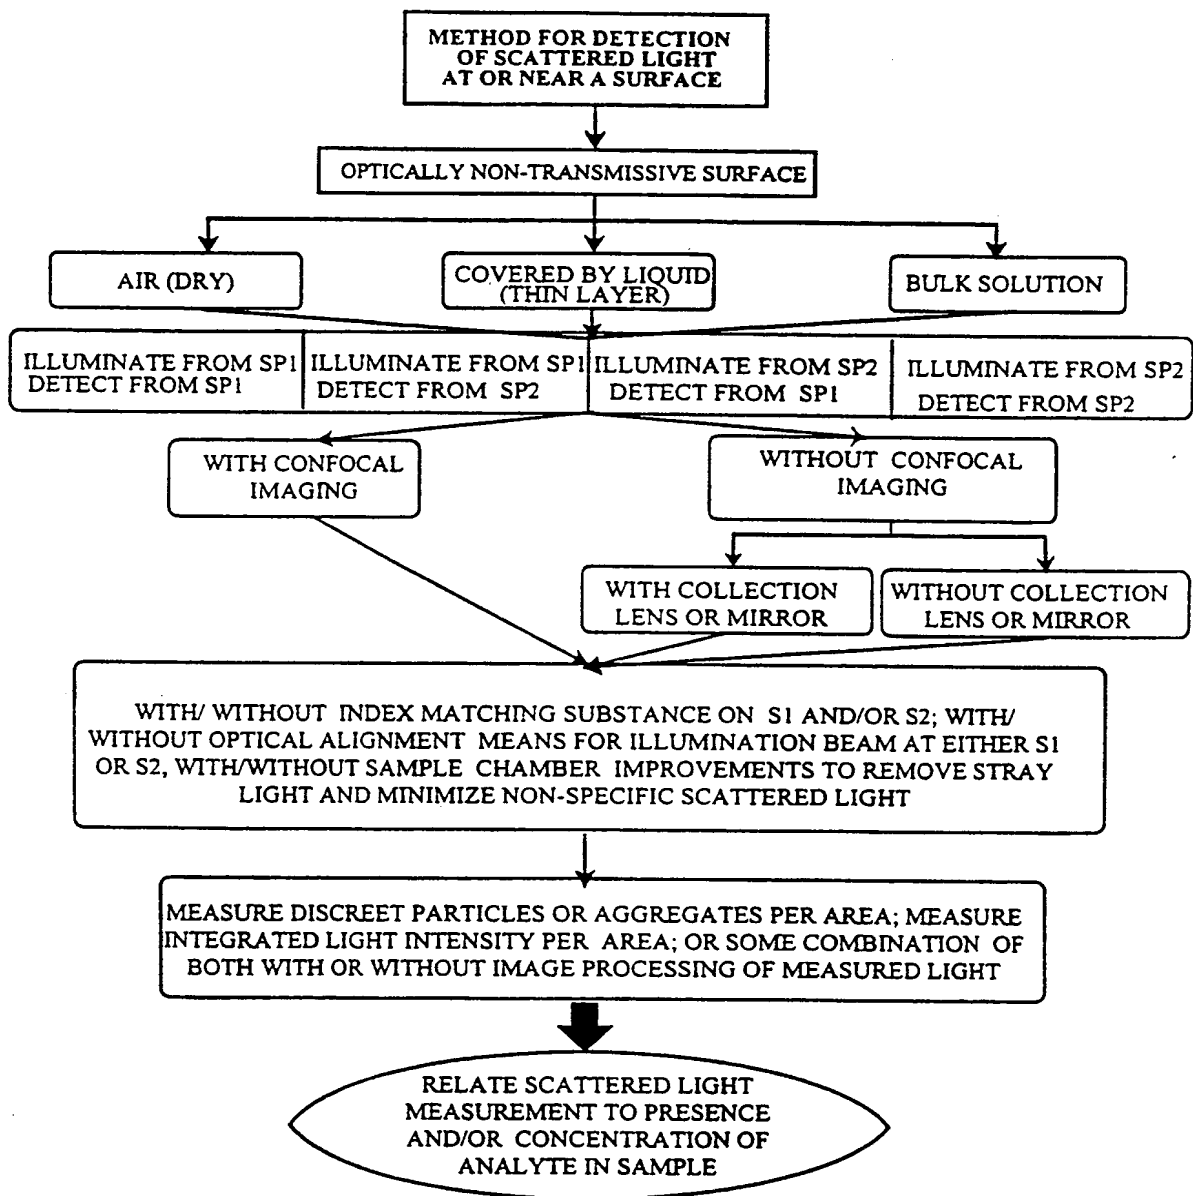 METHOD FOR DETECTION
OF SCATTERED LIGHT
AT OR NEAR A SURFACE
OPTICALLY NON-TRANSMISSIVE SURFACE
AIR (DRY)
COVERED BY LIQUID
(THIN LAYER)
BULK SOLUTION
ILLUMINATE FROM SP1
DETECT FROM SP1
ILLUMINATE FROM SP1
DETECT FROM SP2
ILLUMINATE FROM SP2
DETECT FROM SP1
ILLUMINATE FROM SP2
DETECT FROM SP2
WITH CONFOCAL
IMAGING
WITHOUT CONFOCAL
IMAGING
WITH COLLECTION
LENS OR MIRROR
WITHOUT COLLECTION
LENS OR MIRROR
WITH/ WITHOUT INDEX MATCHING SUBSTANCE ON S1 AND/OR S2; WITH/
WITHOUT OPTICAL ALIGNMENT MEANS FOR ILLUMINATION BEAM AT EITHER S1
OR S2, WITH/WITHOUT SAMPLE CHAMBER IMPROVEMENTS TO REMOVE STRAY
LIGHT AND MINIMIZE NON-SPECIFIC SCATTERED LIGHT
MEASURE DISCREET PARTICLES OR AGGREGATES PER AREA; MEASURE
INTEGRATED LIGHT INTENSITY PER AREA; OR SOME COMBINATION OF
BOTH WITH OR WITHOUT IMAGE PROCESSING OF MEASURED LIGHT
RELATE SCATTERED LIGHT
MEASUREMENT TO PRESENCE
AND/OR CONCENTRATION OF
ANALYTE IN SAMPLE